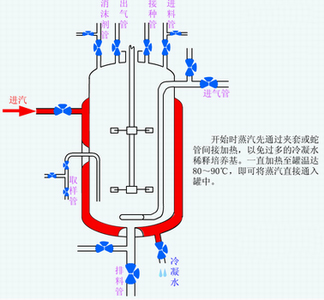 消沫剂管
出气管
接种管
进料管
进气管
进汽
开始时蒸汽先通过夹套或蛇
管间接加热，以免过多的冷凝水
稀释培养基。一直加热至罐温达
80～90℃，即可将蒸汽直接通入
罐中。
取样管
冷凝水
排料管